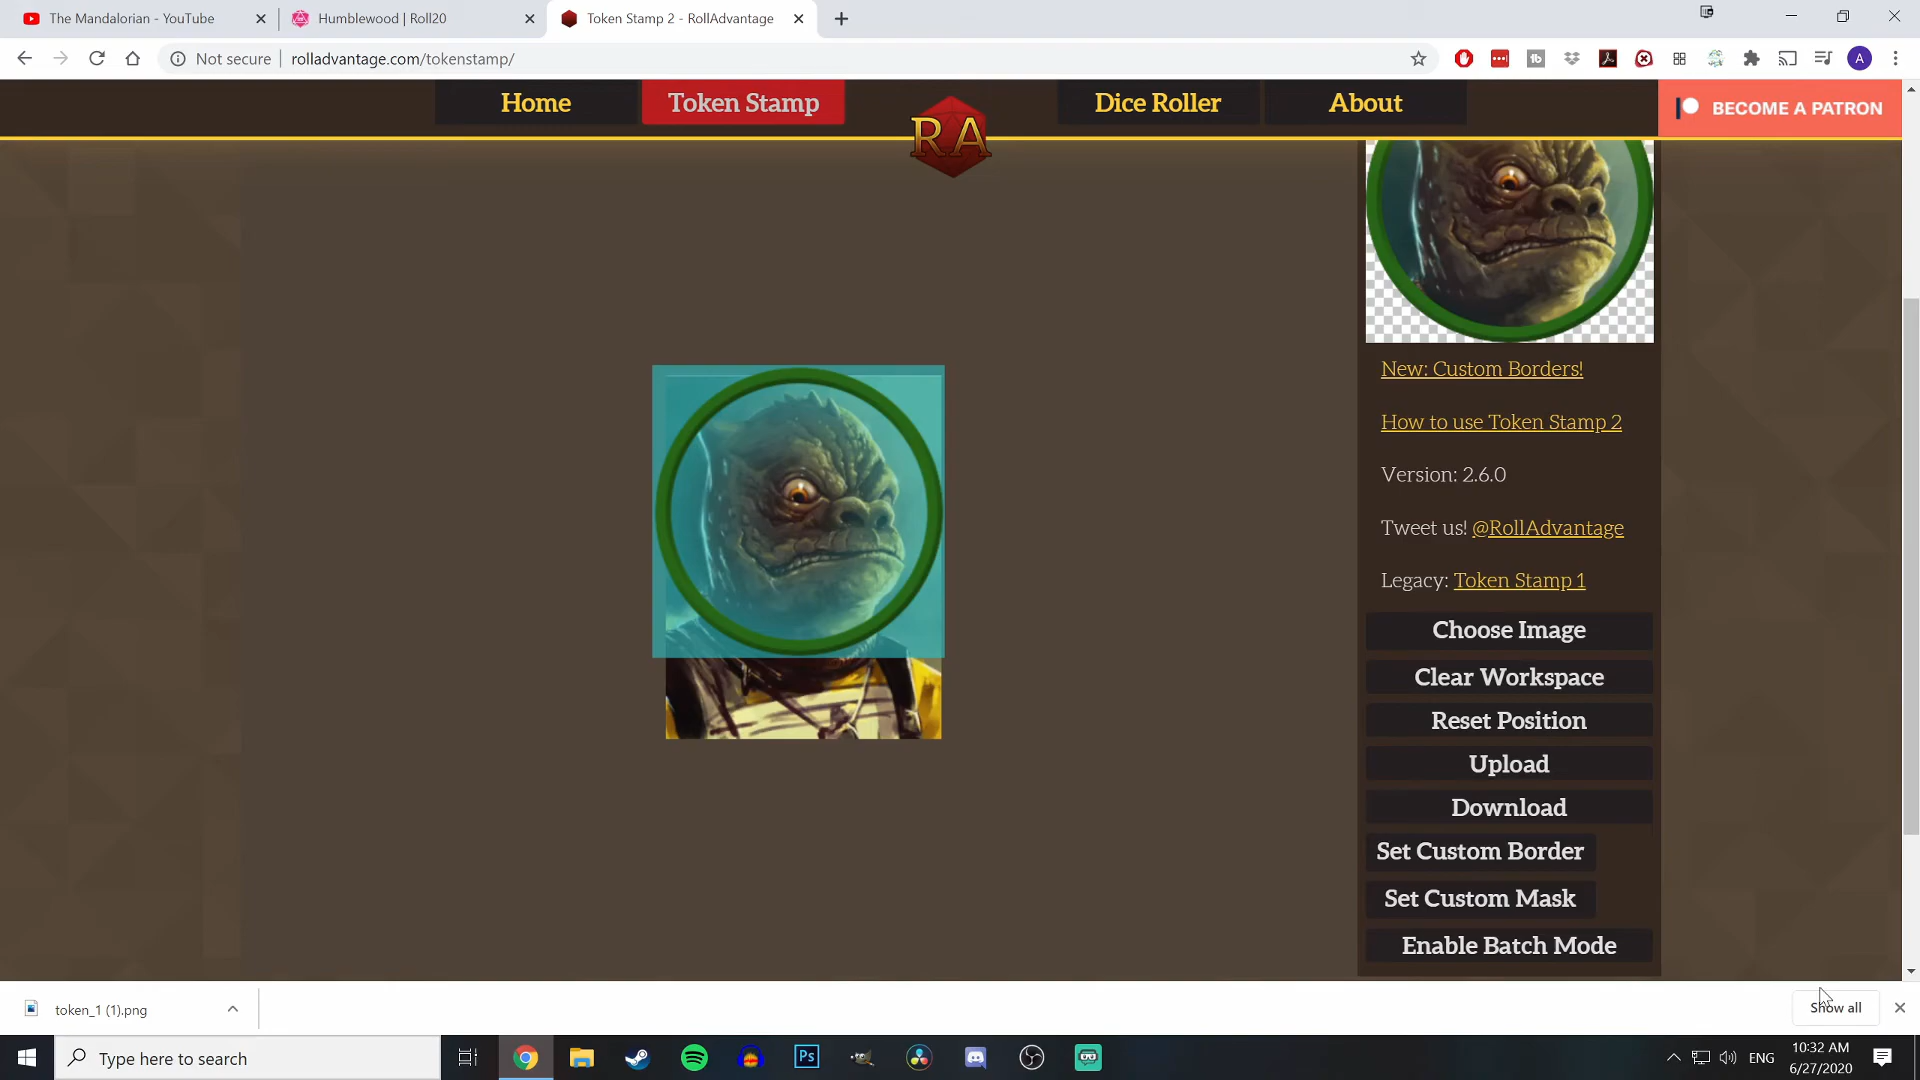 The Mandalorian - YouTube
Humblewood | Roll20
Token Stamp 2 - RollAdvantage
Not secure
rolladvantage.com/tokenstamp/
A
Home
Token Stamp
RA
Dice Roller
About
BECOME A PATRON
New: Custom Borders!
How to use Token Stamp 2
Version: 2.6.0
Tweet us! @RollAdvantage
Legacy: Token Stamp 1
Choose Image
Clear Workspace
Reset Position
Upload
Download
Set Custom Border
Set Custom Mask
Enable Batch Mode
token_1 (1).png
Show all
Type here to search
Ps
ENG
10:32 AM
6/27/2020